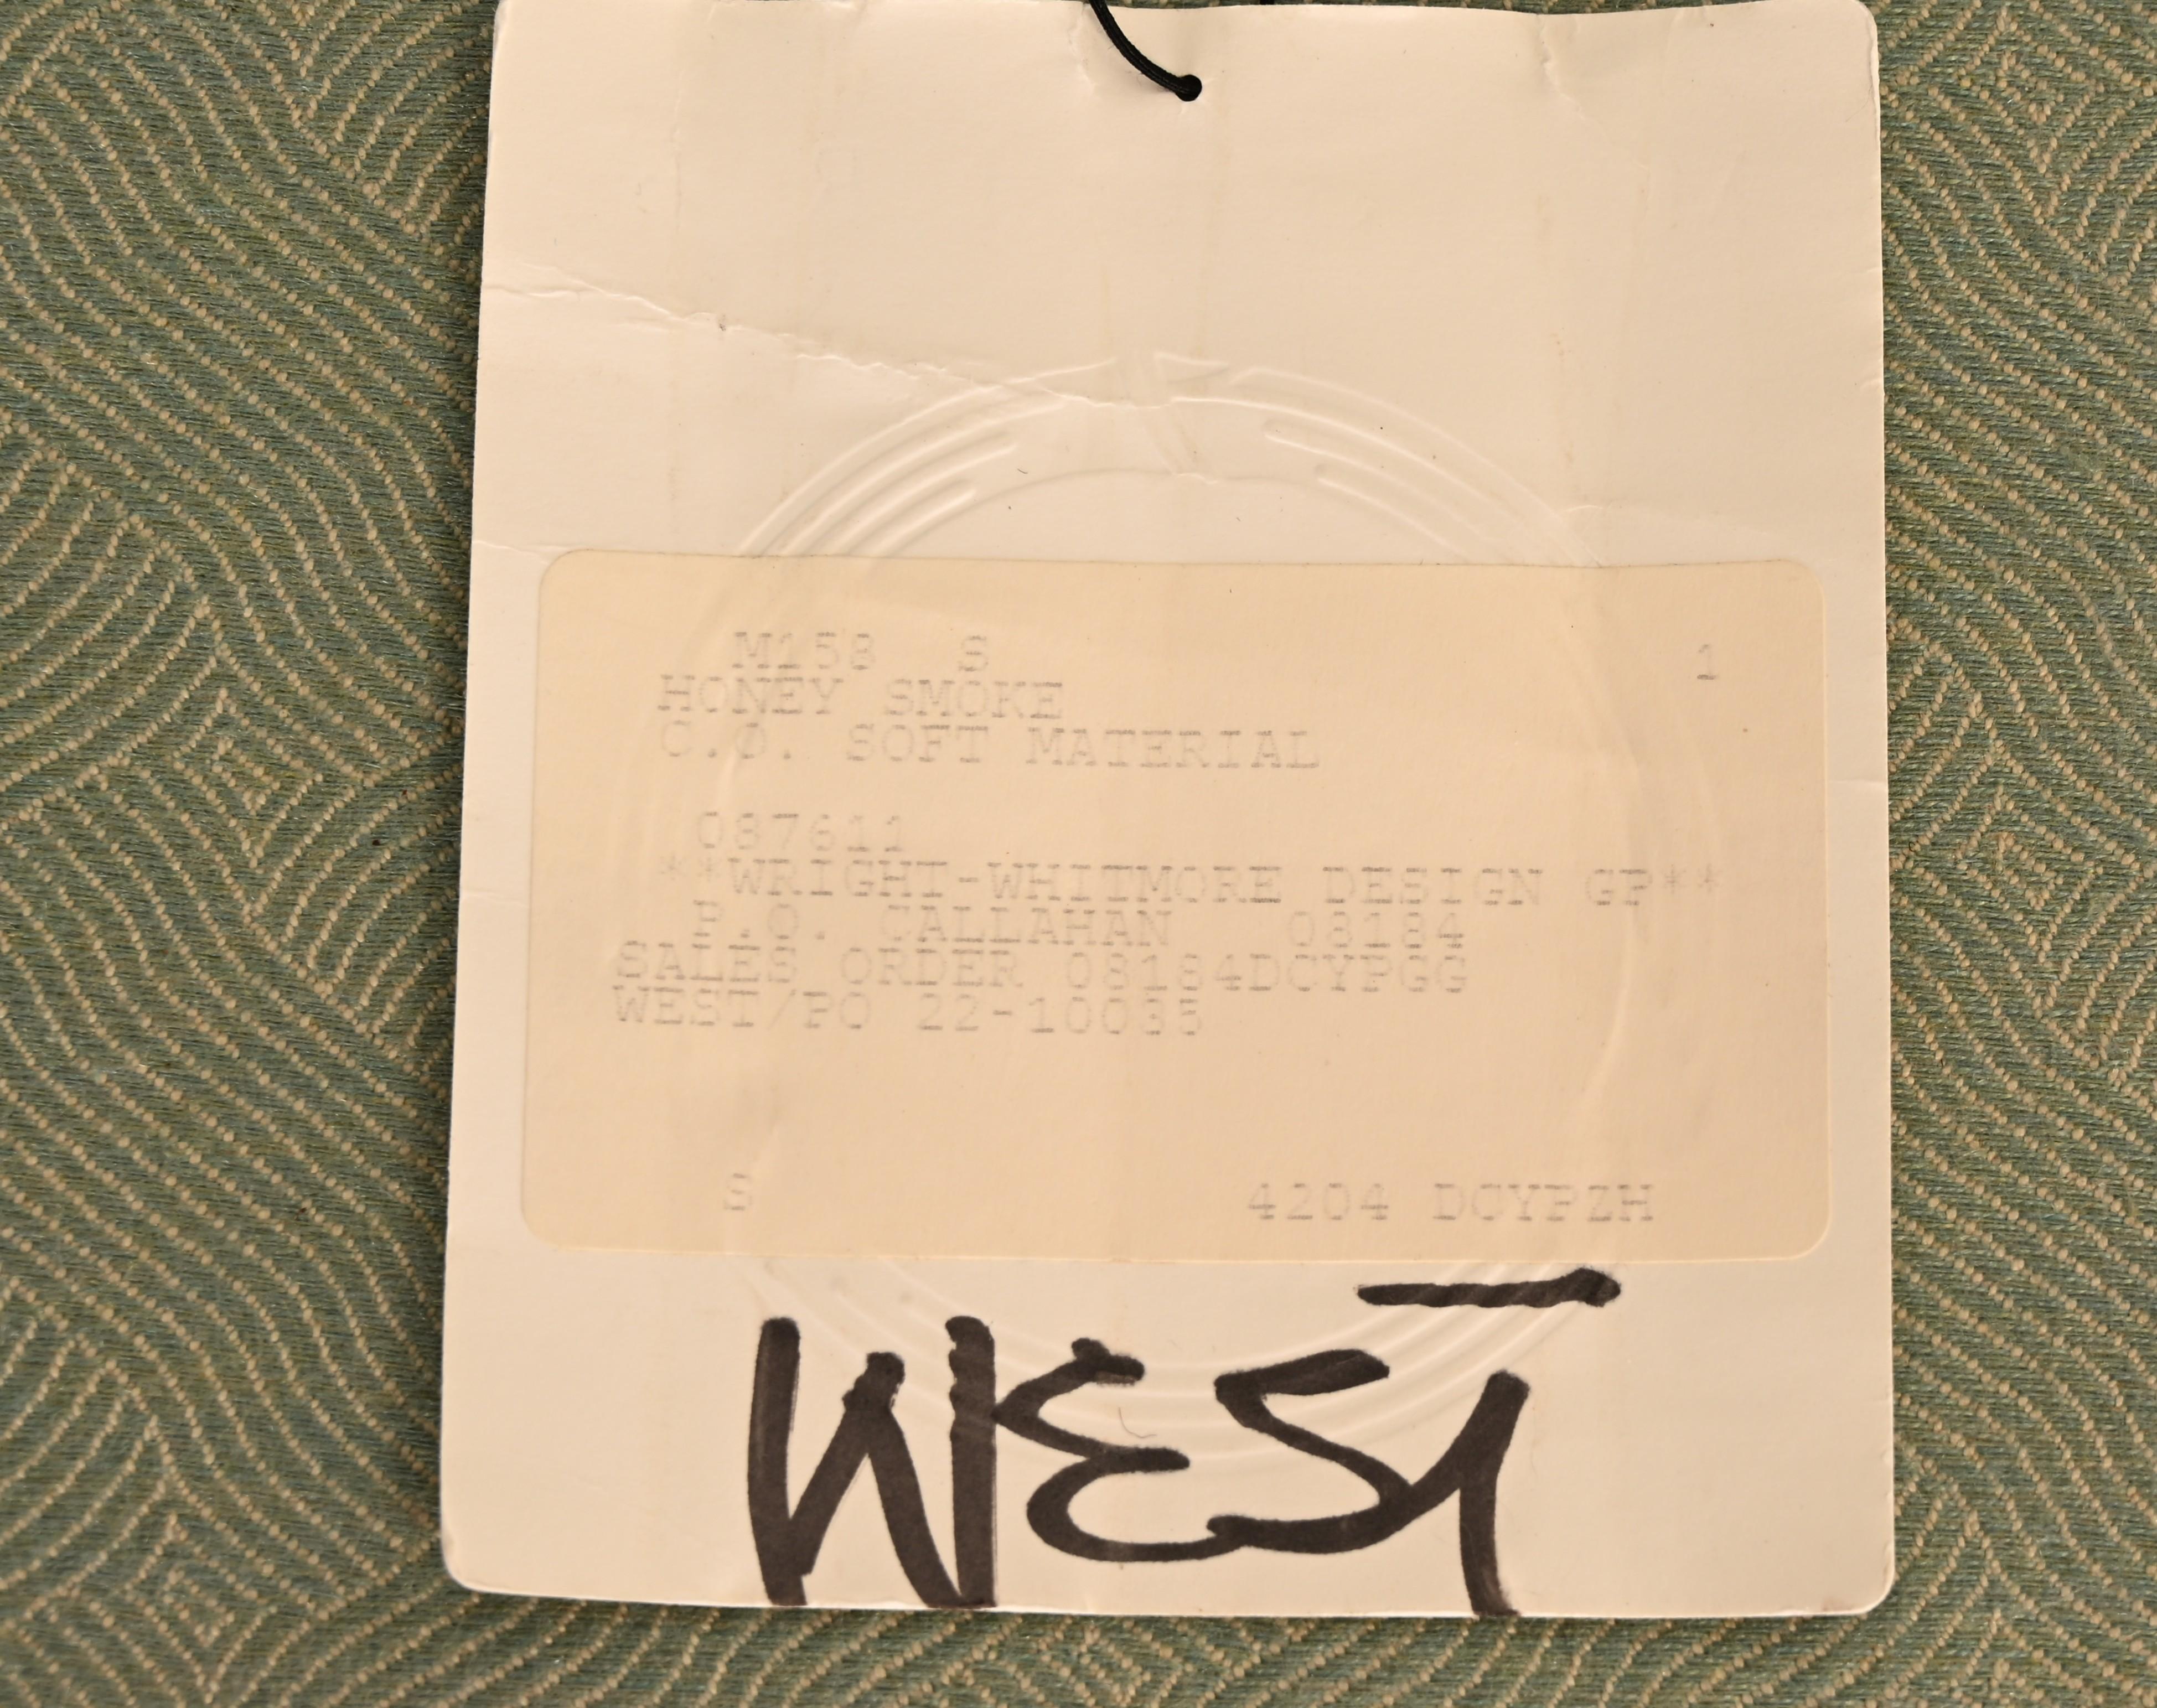 M158 S 1
HONEY SMOKE
C.O. SOFT MATERIAL
087611
**WRIGHT-WHITMORE DESIGN GP**
P.O. CALLAHAN 08184
SALES ORDER 08184DCYPGG
WEST/PO 22-10035
S 4204 DCYPZH
WEST